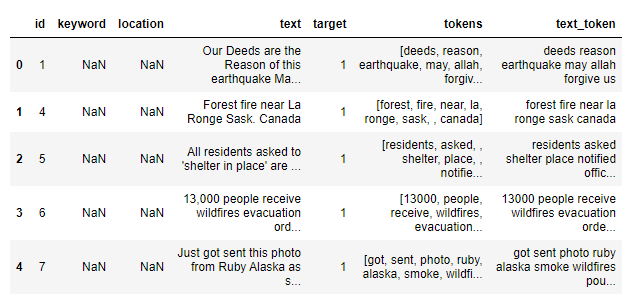 id keyword location text target tokens text_token
0 1 NaN NaN Our Deeds are the Reason of this earthquake Ma... 1 [deeds, reason, earthquake, may, allah, forgiv... deeds reason earthquake may allah forgive us
1 4 NaN NaN Forest fire near La Ronge Sask. Canada 1 [forest, fire, near, la, ronge, sask, , canada] forest fire near la ronge sask canada
2 5 NaN NaN All residents asked to 'shelter in place' are ... 1 [residents, asked, , shelter, place, , notifie... residents asked shelter place notified offic...
3 6 NaN NaN 13,000 people receive wildfires evacuation ord... 1 [13000, people, receive, wildfires, evacuation... 13000 people receive wildfires evacuation orde...
4 7 NaN NaN Just got sent this photo from Ruby Alaska as s... 1 [got, sent, photo, ruby, alaska, smoke, wildfi... got sent photo ruby alaska smoke wildfires pou...